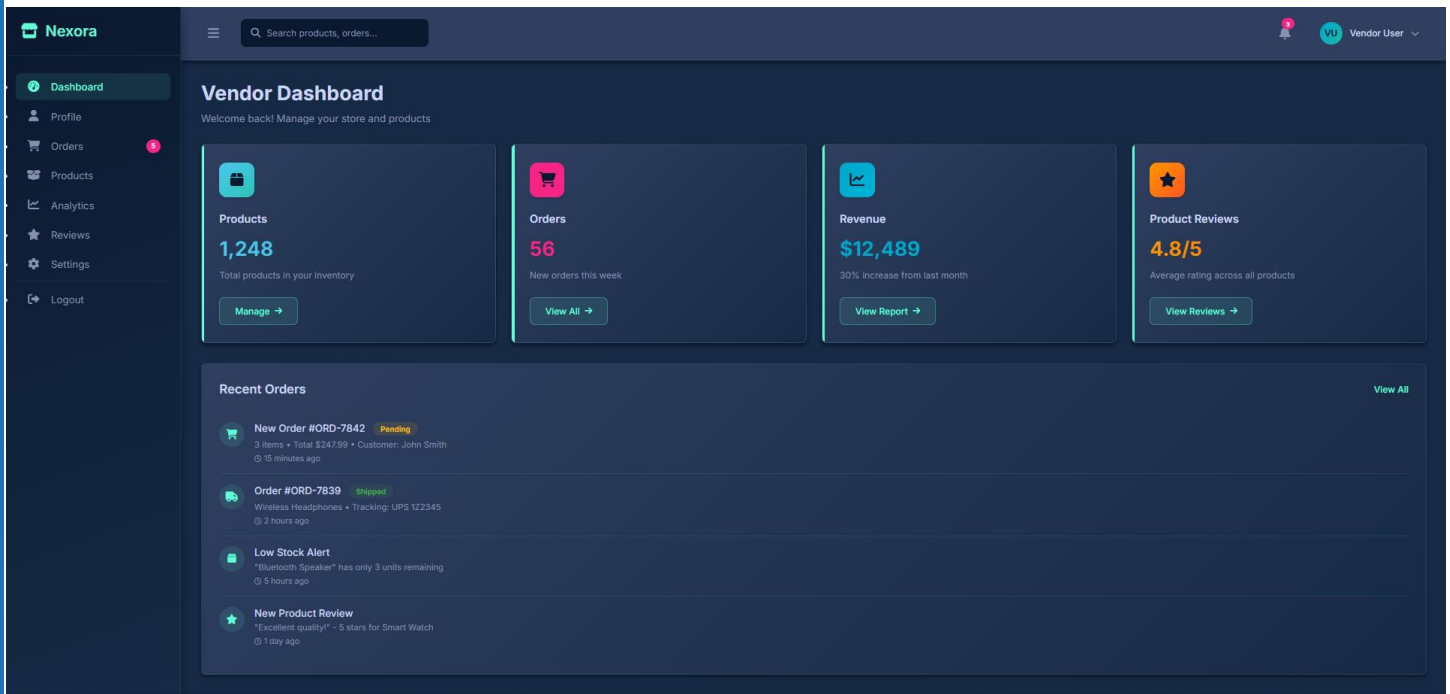 Nexora
Search products, orders...
3
VU
Vendor User
Dashboard
Profile
Orders
5
Products
Analytics
Reviews
Settings
Logout
Vendor Dashboard
Welcome back! Manage your store and products
Products
1,248
Total products in your inventory
Manage →
Orders
56
New orders this week
View All →
Revenue
$12,489
30% increase from last month
View Report →
Product Reviews
4.8/5
Average rating across all products
View Reviews →
Recent Orders
View All
New Order #ORD-7842 Pending
3 items • Total $247.99 • Customer: John Smith
15 minutes ago
Order #ORD-7839 Shipped
Wireless Headphones • Tracking: UPS 1Z2345
2 hours ago
Low Stock Alert
"Bluetooth Speaker" has only 3 units remaining
5 hours ago
New Product Review
"Excellent quality!" - 5 stars for Smart Watch
1 day ago